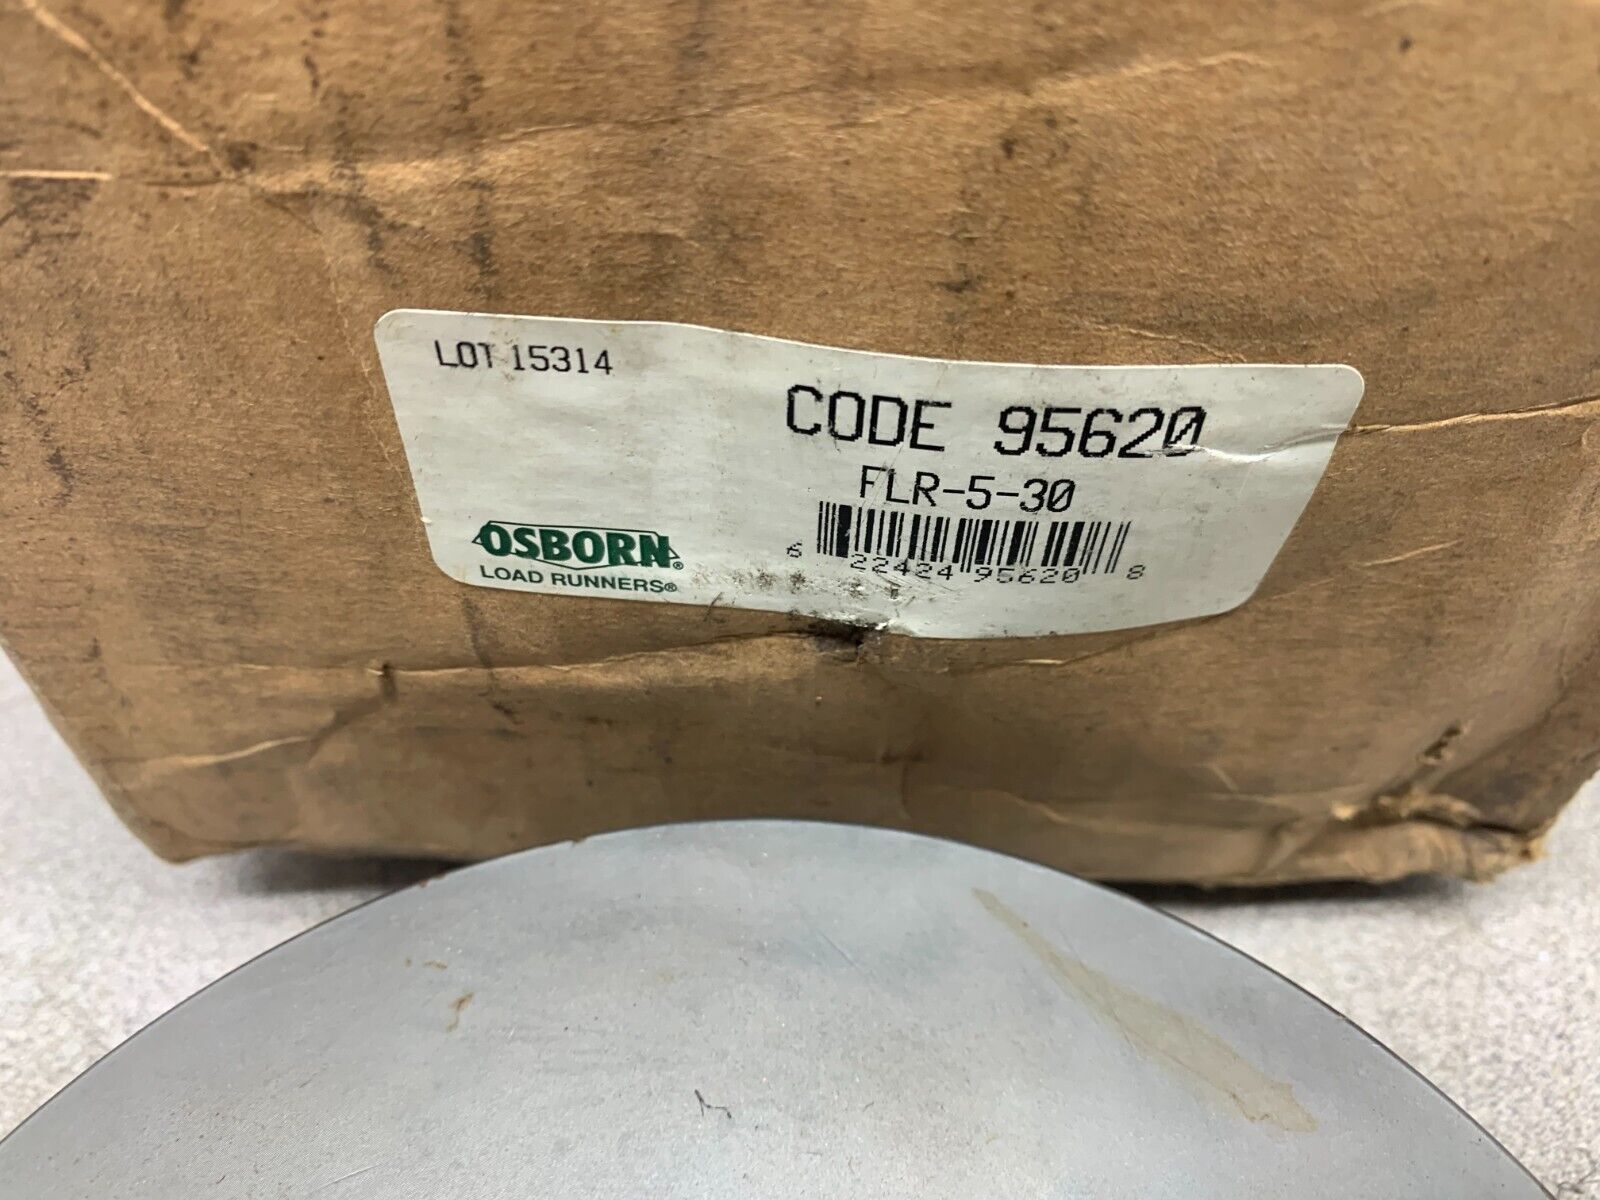 LOT 15314
CODE 95620
FLR-5-30
6 22424 95620 8
OSBORN®
LOAD RUNNERS®